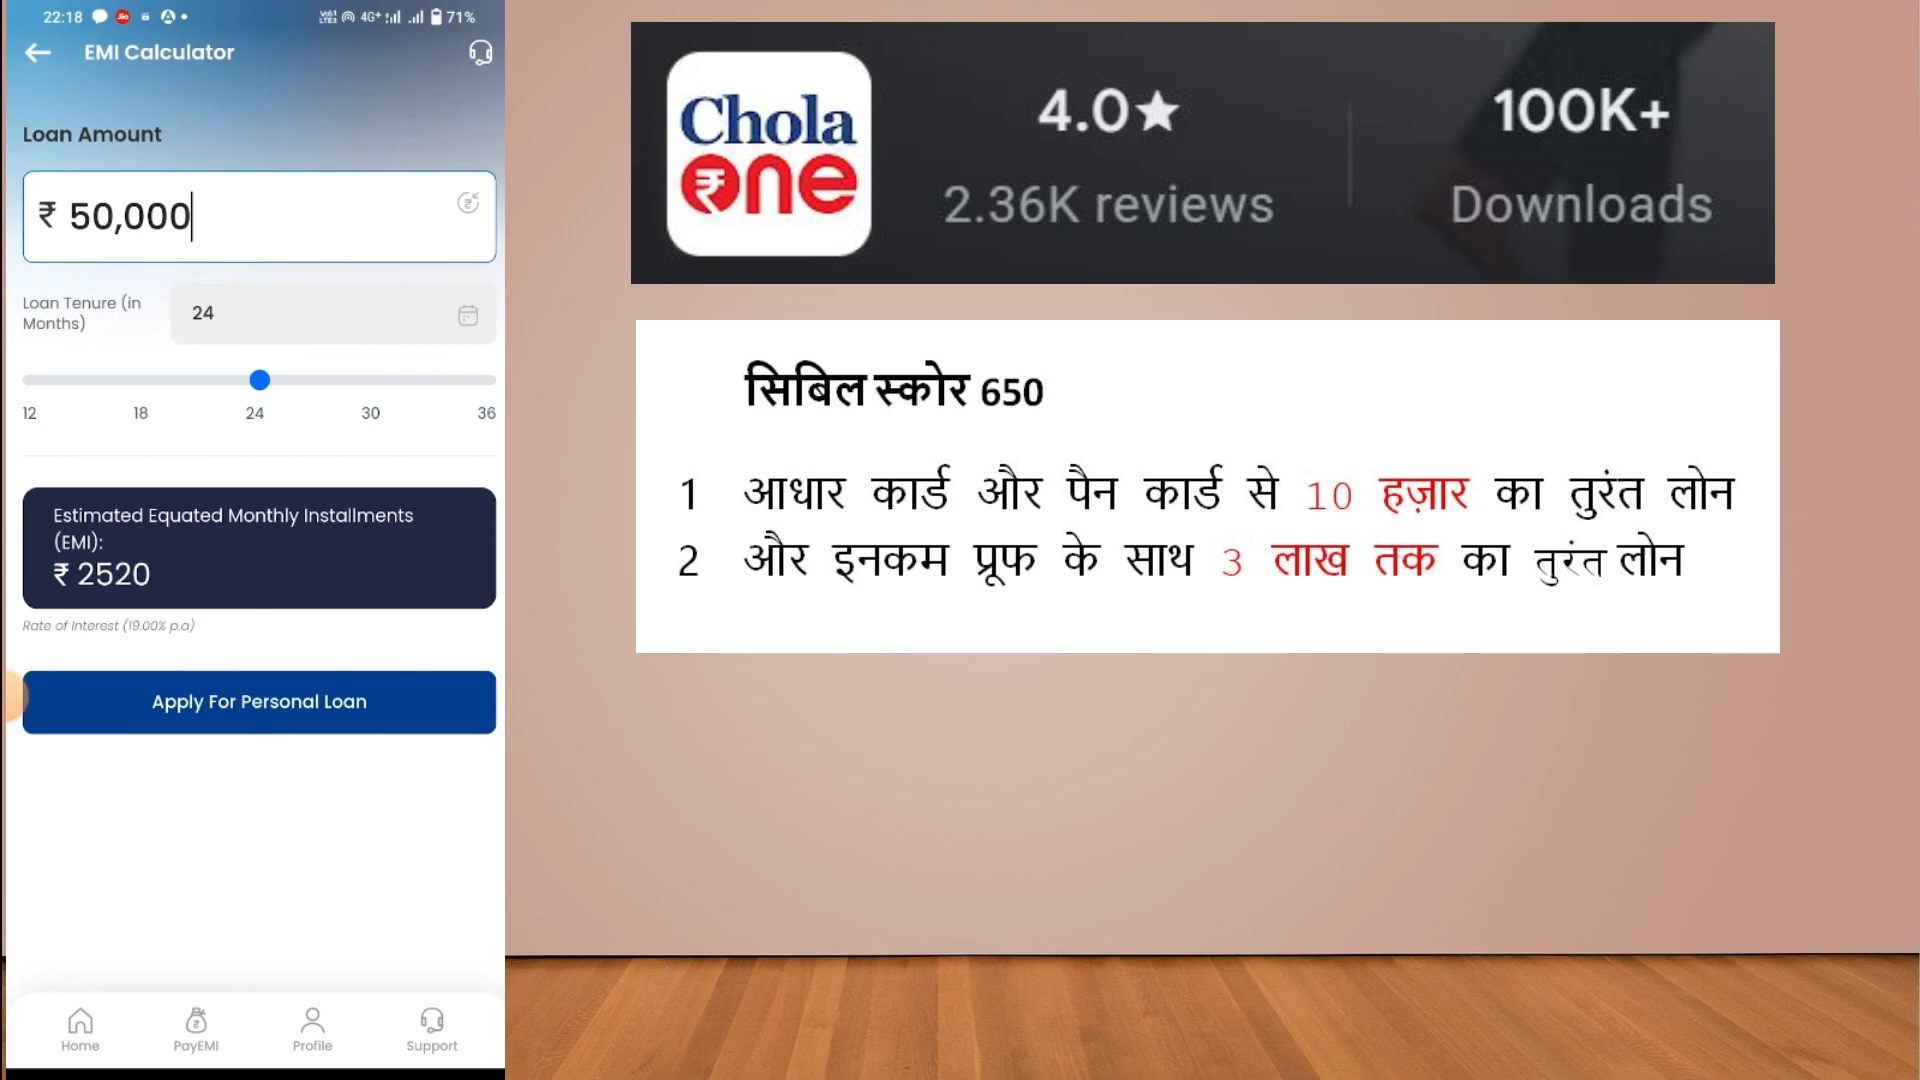 22:18
4G+ 71%
EMI Calculator
Loan Amount
₹ 50,000
Loan Tenure (in
Months)
24
12 18 24 30 36
Estimated Equated Monthly Installments
(EMI):
₹ 2520
Rate of Interest (19.00% p.a)
Apply For Personal Loan
Home PayEMI Profile Support
Chola
one
4.0★
2.36K reviews
100K+
Downloads
सिबिल स्कोर 650
1 आधार कार्ड और पैन कार्ड से 10 हज़ार का तुरंत लोन
2 और इनकम प्रूफ के साथ 3 लाख तक का तुरंत लोन